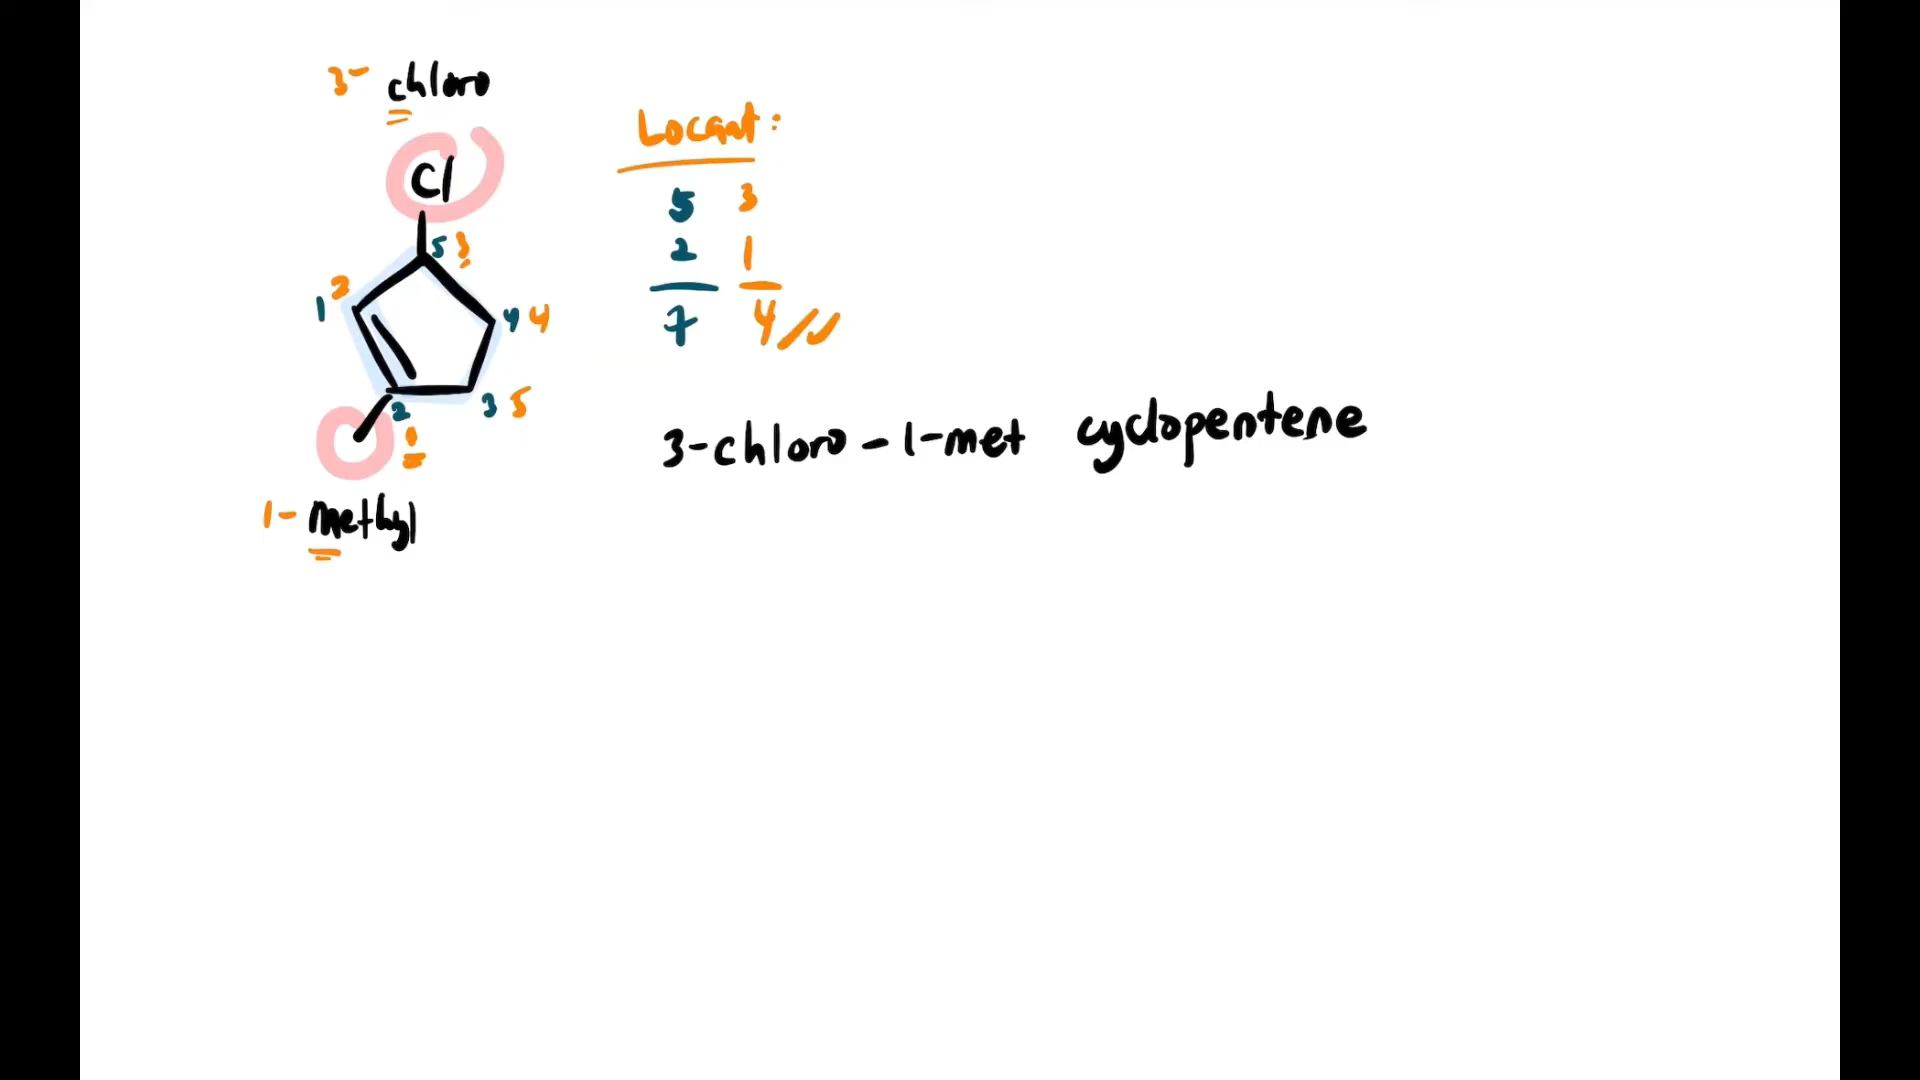 3- chloro
Cl
5 3
2
1
4 4
2
3 5
1
1- methyl
Locant:
5 3
2 1
7 4
3-chloro-1-met cyclopentene